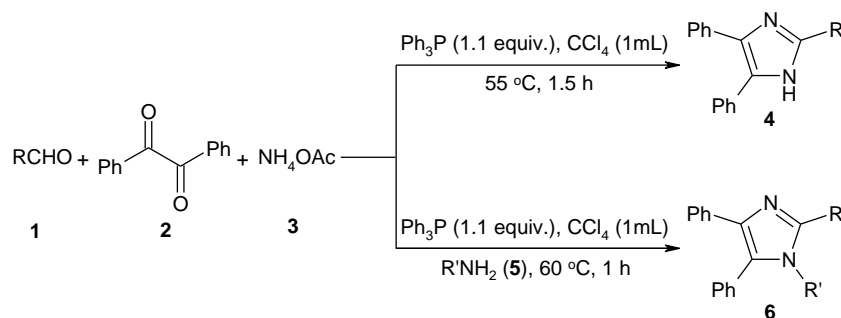 Ph₃P (1.1 equiv.), CCl₄ (1mL)
55 °C, 1.5 h
Ph
N
R
N
H
Ph
4
RCHO + Ph O O Ph + NH₄OAc
1 2 3
Ph₃P (1.1 equiv.), CCl₄ (1mL)
R'NH₂ (5), 60 °C, 1 h
Ph
N
R
N
Ph
R'
6